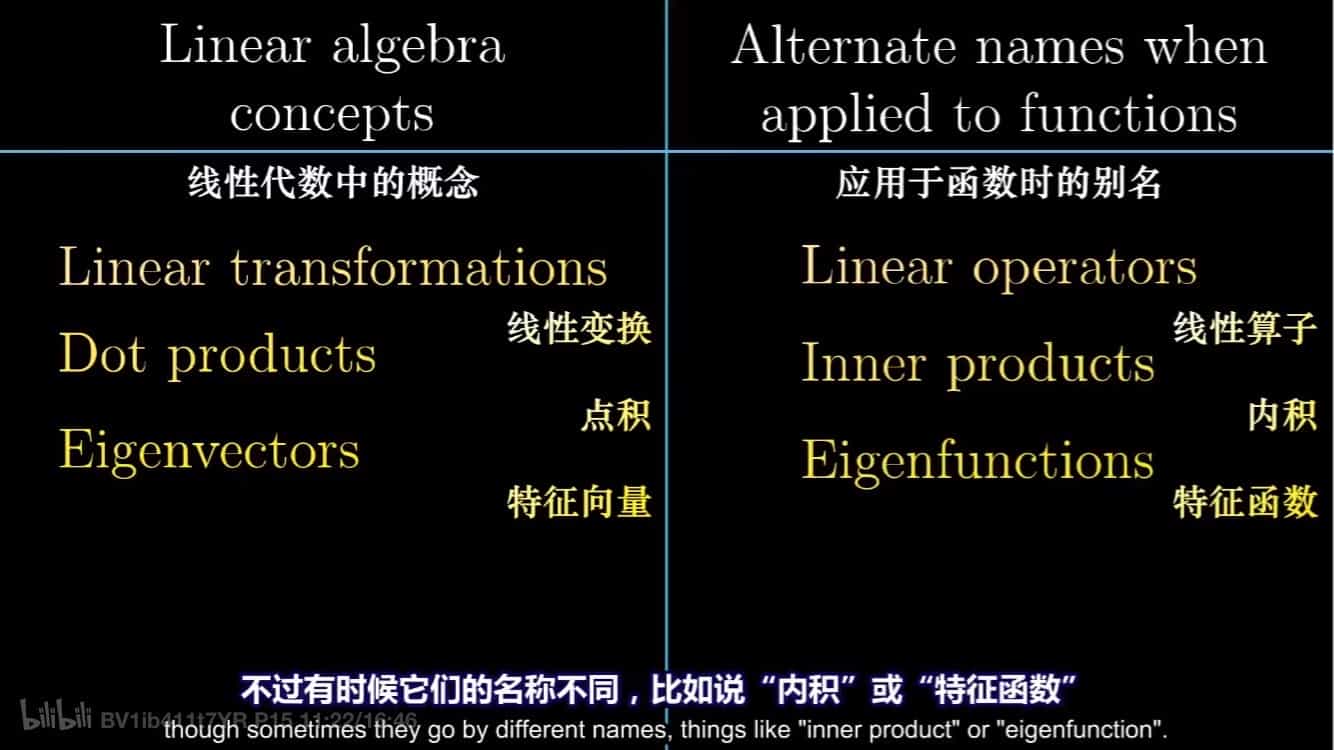 Linear algebra
concepts
线性代数中的概念
Linear transformations
线性变换
Dot products
点积
Eigenvectors
特征向量
Alternate names when
applied to functions
应用于函数时的别名
Linear operators
线性算子
Inner products
内积
Eigenfunctions
特征函数
不过有时候它们的名称不同，比如说“内积”或“特征函数”
bilibili BV1ib411t7YR P15 11:22/16:46
though sometimes they go by different names, things like "inner product" or "eigenfunction".